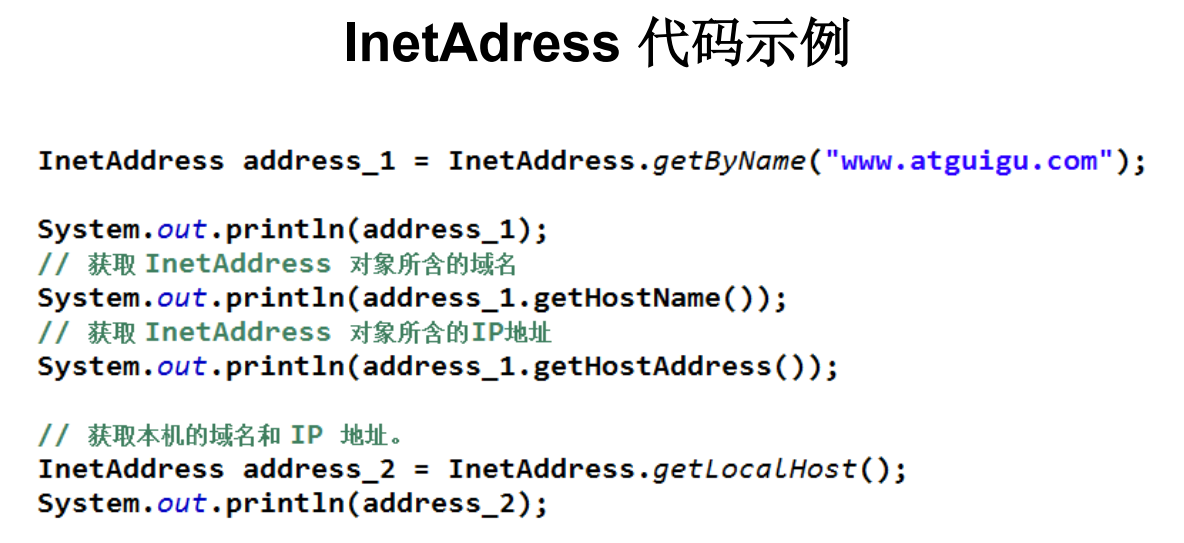 InetAdress 代码示例
InetAddress address_1 = InetAddress.getByName("www.atguigu.com");
System.out.println(address_1);
// 获取 InetAddress 对象所含的域名
System.out.println(address_1.getHostName());
// 获取 InetAddress 对象所含的IP地址
System.out.println(address_1.getHostAddress());
// 获取本机的域名和 IP 地址。
InetAddress address_2 = InetAddress.getLocalHost();
System.out.println(address_2);